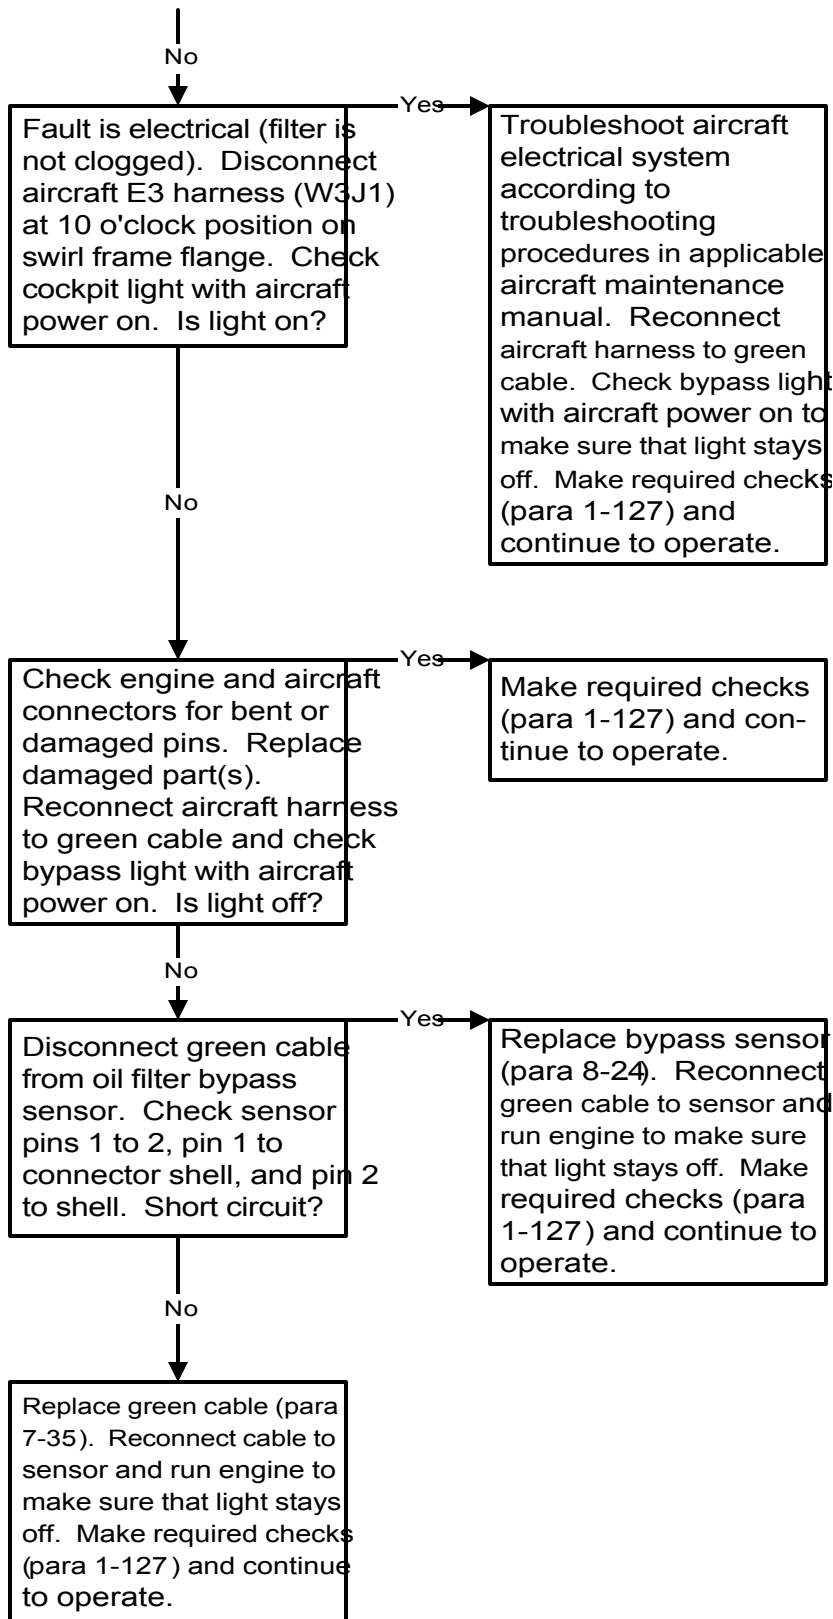 No
Fault is electrical (filter is
not clogged).  Disconnect
aircraft E3 harness (W3J1)
at 10 o'clock position on
swirl frame flange.  Check
cockpit light with aircraft
power on.  Is light on?
Yes
Troubleshoot aircraft
electrical system
according to
troubleshooting
procedures in applicable
aircraft maintenance
manual.  Reconnect
aircraft harness to green
cable.  Check bypass light
with aircraft power on to
make sure that light stays
off.  Make required checks
(para 1-127) and
continue to operate.
No
Check engine and aircraft
connectors for bent or
damaged pins.  Replace
damaged part(s).
Reconnect aircraft harness
to green cable and check
bypass light with aircraft
power on.  Is light off?
Yes
Make required checks
(para 1-127) and con-
tinue to operate.
No
Disconnect green cable
from oil filter bypass
sensor.  Check sensor
pins 1 to 2, pin 1 to
connector shell, and pin 2
to shell.  Short circuit?
Yes
Replace bypass sensor
(para 8-24).  Reconnect
green cable to sensor and
run engine to make sure
that light stays off.  Make
required checks (para
1-127) and continue to
operate.
No
Replace green cable (para
7-35).  Reconnect cable to
sensor and run engine to
make sure that light stays
off.  Make required checks
(para 1-127) and continue
to operate.